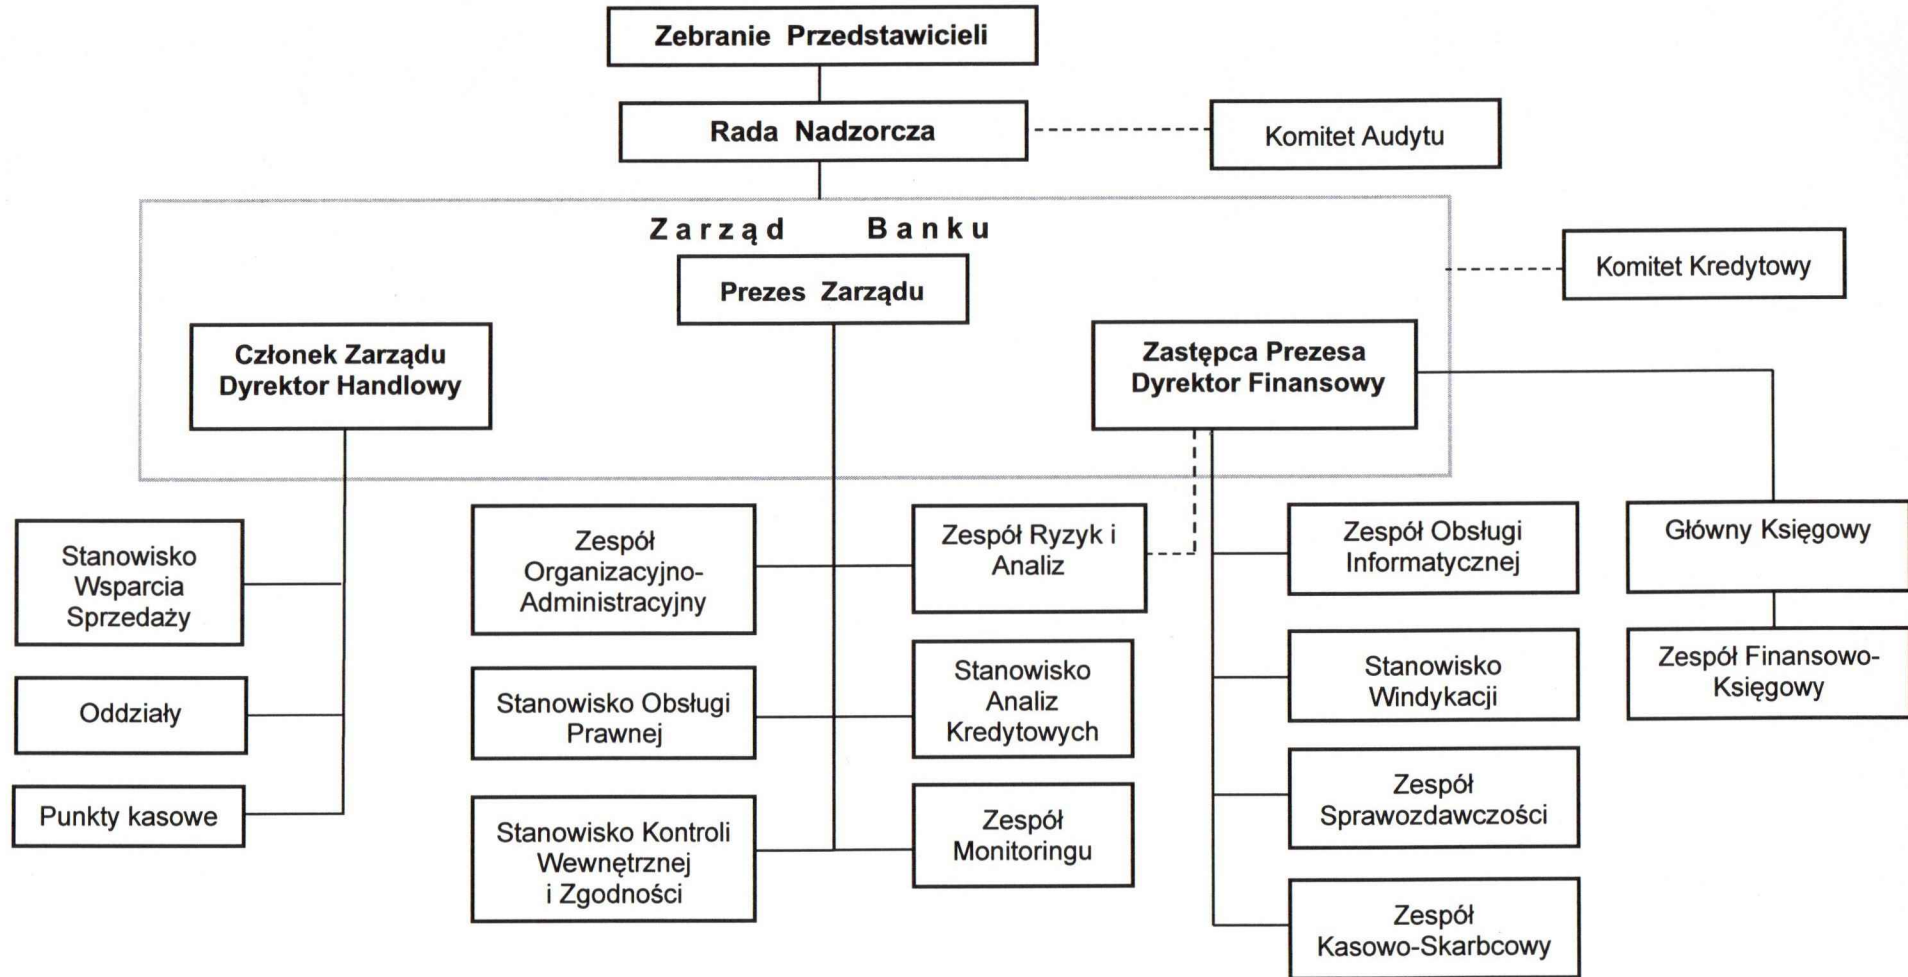 Zebranie Przedstawicieli
Rada Nadzorcza
Komitet Audytu
Zarząd Banku
Komitet Kredytowy
Prezes Zarządu
Członek Zarządu
Dyrektor Handlowy
Zastępca Prezesa
Dyrektor Finansowy
Stanowisko
Wsparcia
Sprzedaży
Oddziały
Punkty kasowe
Zespół
Organizacyjno-
Administracyjny
Stanowisko Obsługi
Prawnej
Stanowisko Kontroli
Wewnętrznej
i Zgodności
Zespół Ryzyk i
Analiz
Stanowisko
Analiz
Kredytowych
Zespół
Monitoringu
Zespół Obsługi
Informatycznej
Stanowisko
Windykacji
Zespół
Sprawozdawczości
Zespół
Kasowo-Skarbcowy
Główny Księgowy
Zespół Finansowo-
Księgowy